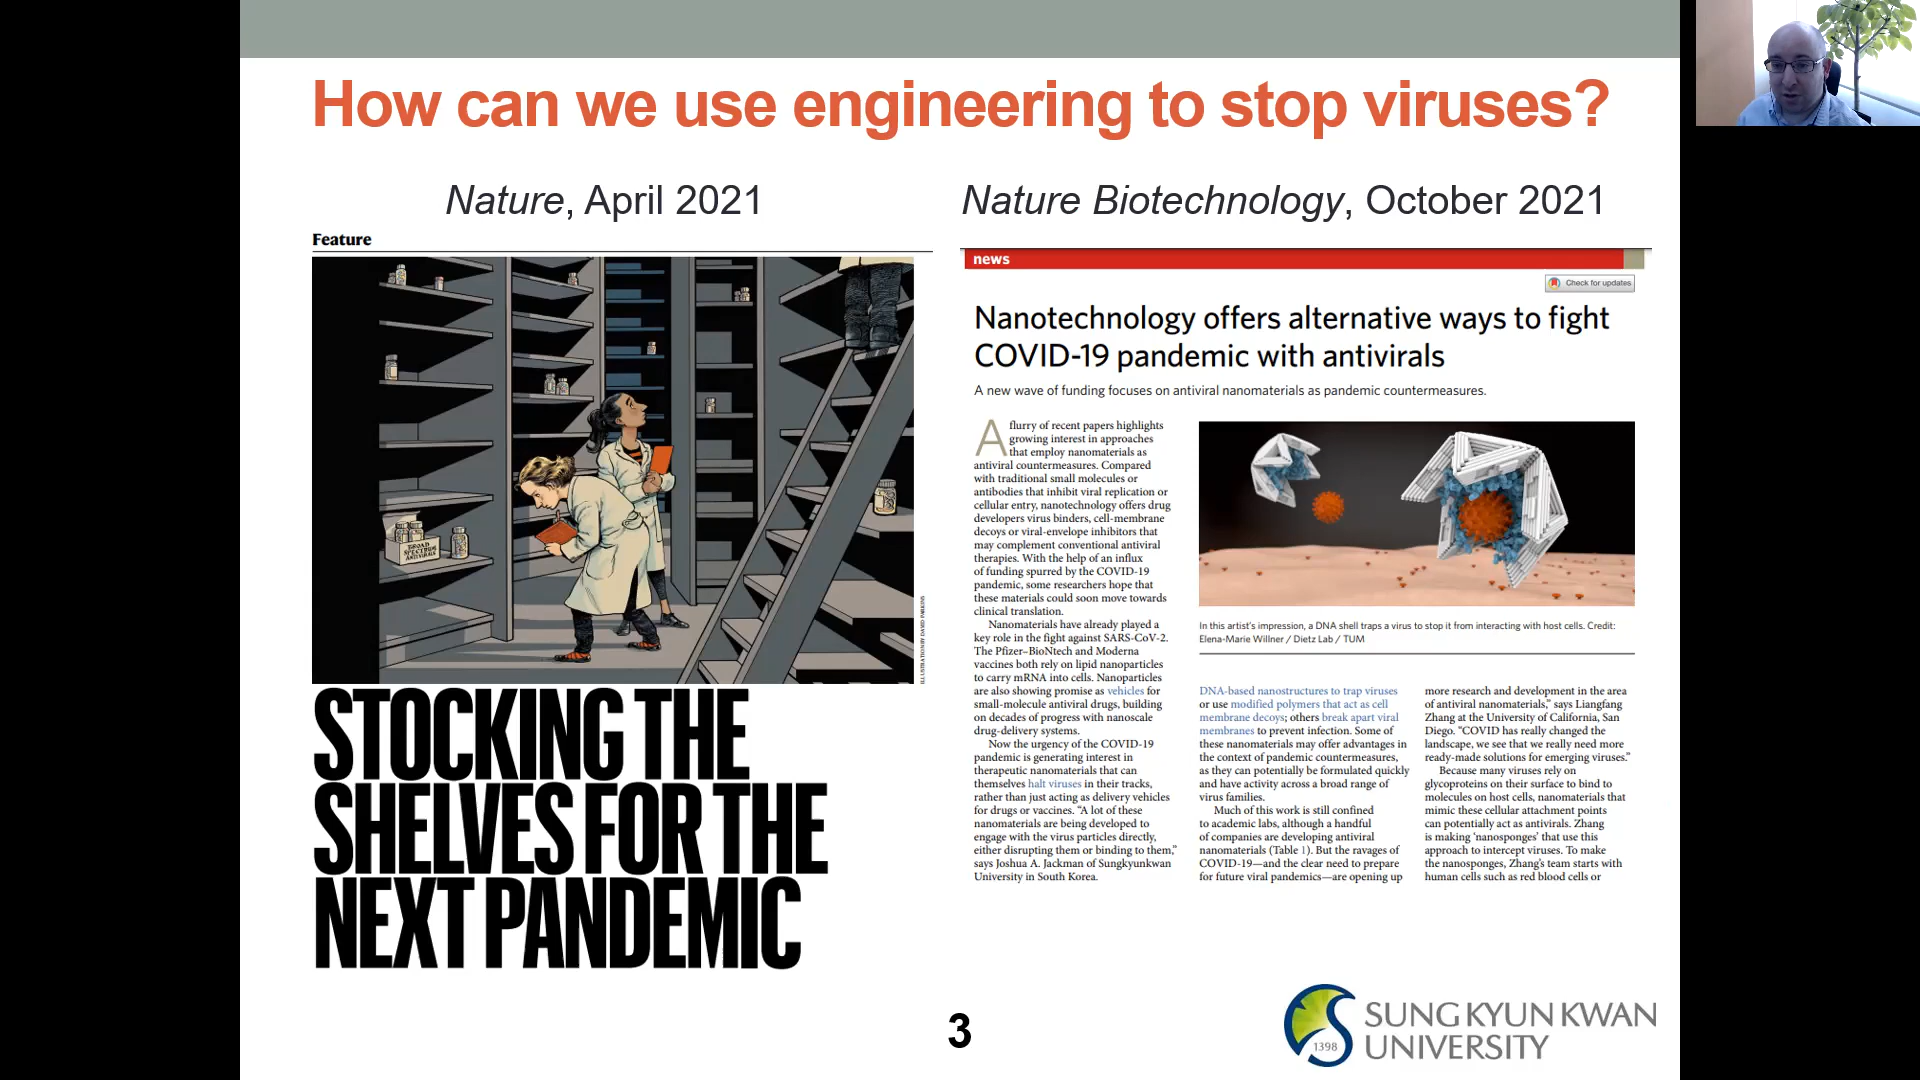 How can we use engineering to stop viruses?
Nature, April 2021
Feature
BROAD
SPECTRUM
ANTIVIRALS
ILLUSTRATION BY DAVID PARKINS
STOCKING THE
SHELVES FOR THE
NEXT PANDEMIC
Nature Biotechnology, October 2021
news
Check for updates
Nanotechnology offers alternative ways to fight
COVID-19 pandemic with antivirals
A new wave of funding focuses on antiviral nanomaterials as pandemic countermeasures.
A flurry of recent papers highlights
growing interest in approaches
that employ nanomaterials as
antiviral countermeasures. Compared
with traditional small molecules or
antibodies that inhibit viral replication or
cellular entry, nanotechnology offers drug
developers virus binders, cell-membrane
decoys or viral-envelope inhibitors that
may complement conventional antiviral
therapies. With the help of an influx
of funding spurred by the COVID-19
pandemic, some researchers hope that
these materials could soon move towards
clinical translation.
Nanomaterials have already played a
key role in the fight against SARS-CoV-2.
The Pfizer–BioNtech and Moderna
vaccines both rely on lipid nanoparticles
to carry mRNA into cells. Nanoparticles
are also showing promise as vehicles for
small-molecule antiviral drugs, building
on decades of progress with nanoscale
drug-delivery systems.
Now the urgency of the COVID-19
pandemic is generating interest in
therapeutic nanomaterials that can
themselves halt viruses in their tracks,
rather than just acting as delivery vehicles
for drugs or vaccines. “A lot of these
nanomaterials are being developed to
engage with the virus particles directly,
either disrupting them or binding to them,”
says Joshua A. Jackman of Sungkyunkwan
University in South Korea.
In this artist's impression, a DNA shell traps a virus to stop it from interacting with host cells. Credit:
Elena-Marie Willner / Dietz Lab / TUM
DNA-based nanostructures to trap viruses
or use modified polymers that act as cell
membrane decoys; others break apart viral
membranes to prevent infection. Some of
these nanomaterials may offer advantages in
the context of pandemic countermeasures,
as they can potentially be formulated quickly
and have activity across a broad range of
virus families.
Much of this work is still confined
to academic labs, although a handful
of companies are developing antiviral
nanomaterials (Table 1). But the ravages of
COVID-19—and the clear need to prepare
for future viral pandemics—are opening up
more research and development in the area
of antiviral nanomaterials,” says Liangfang
Zhang at the University of California, San
Diego. “COVID has really changed the
landscape, we see that we really need more
ready-made solutions for emerging viruses.”
Because many viruses rely on
glycoproteins on their surface to bind to
molecules on host cells, nanomaterials that
mimic these cellular attachment points
can potentially act as antivirals. Zhang
is making ‘nanosponges’ that use this
approach to intercept viruses. To make
the nanosponges, Zhang’s team starts with
human cells such as red blood cells or
3
1398
SUNGKYUNKWAN
UNIVERSITY